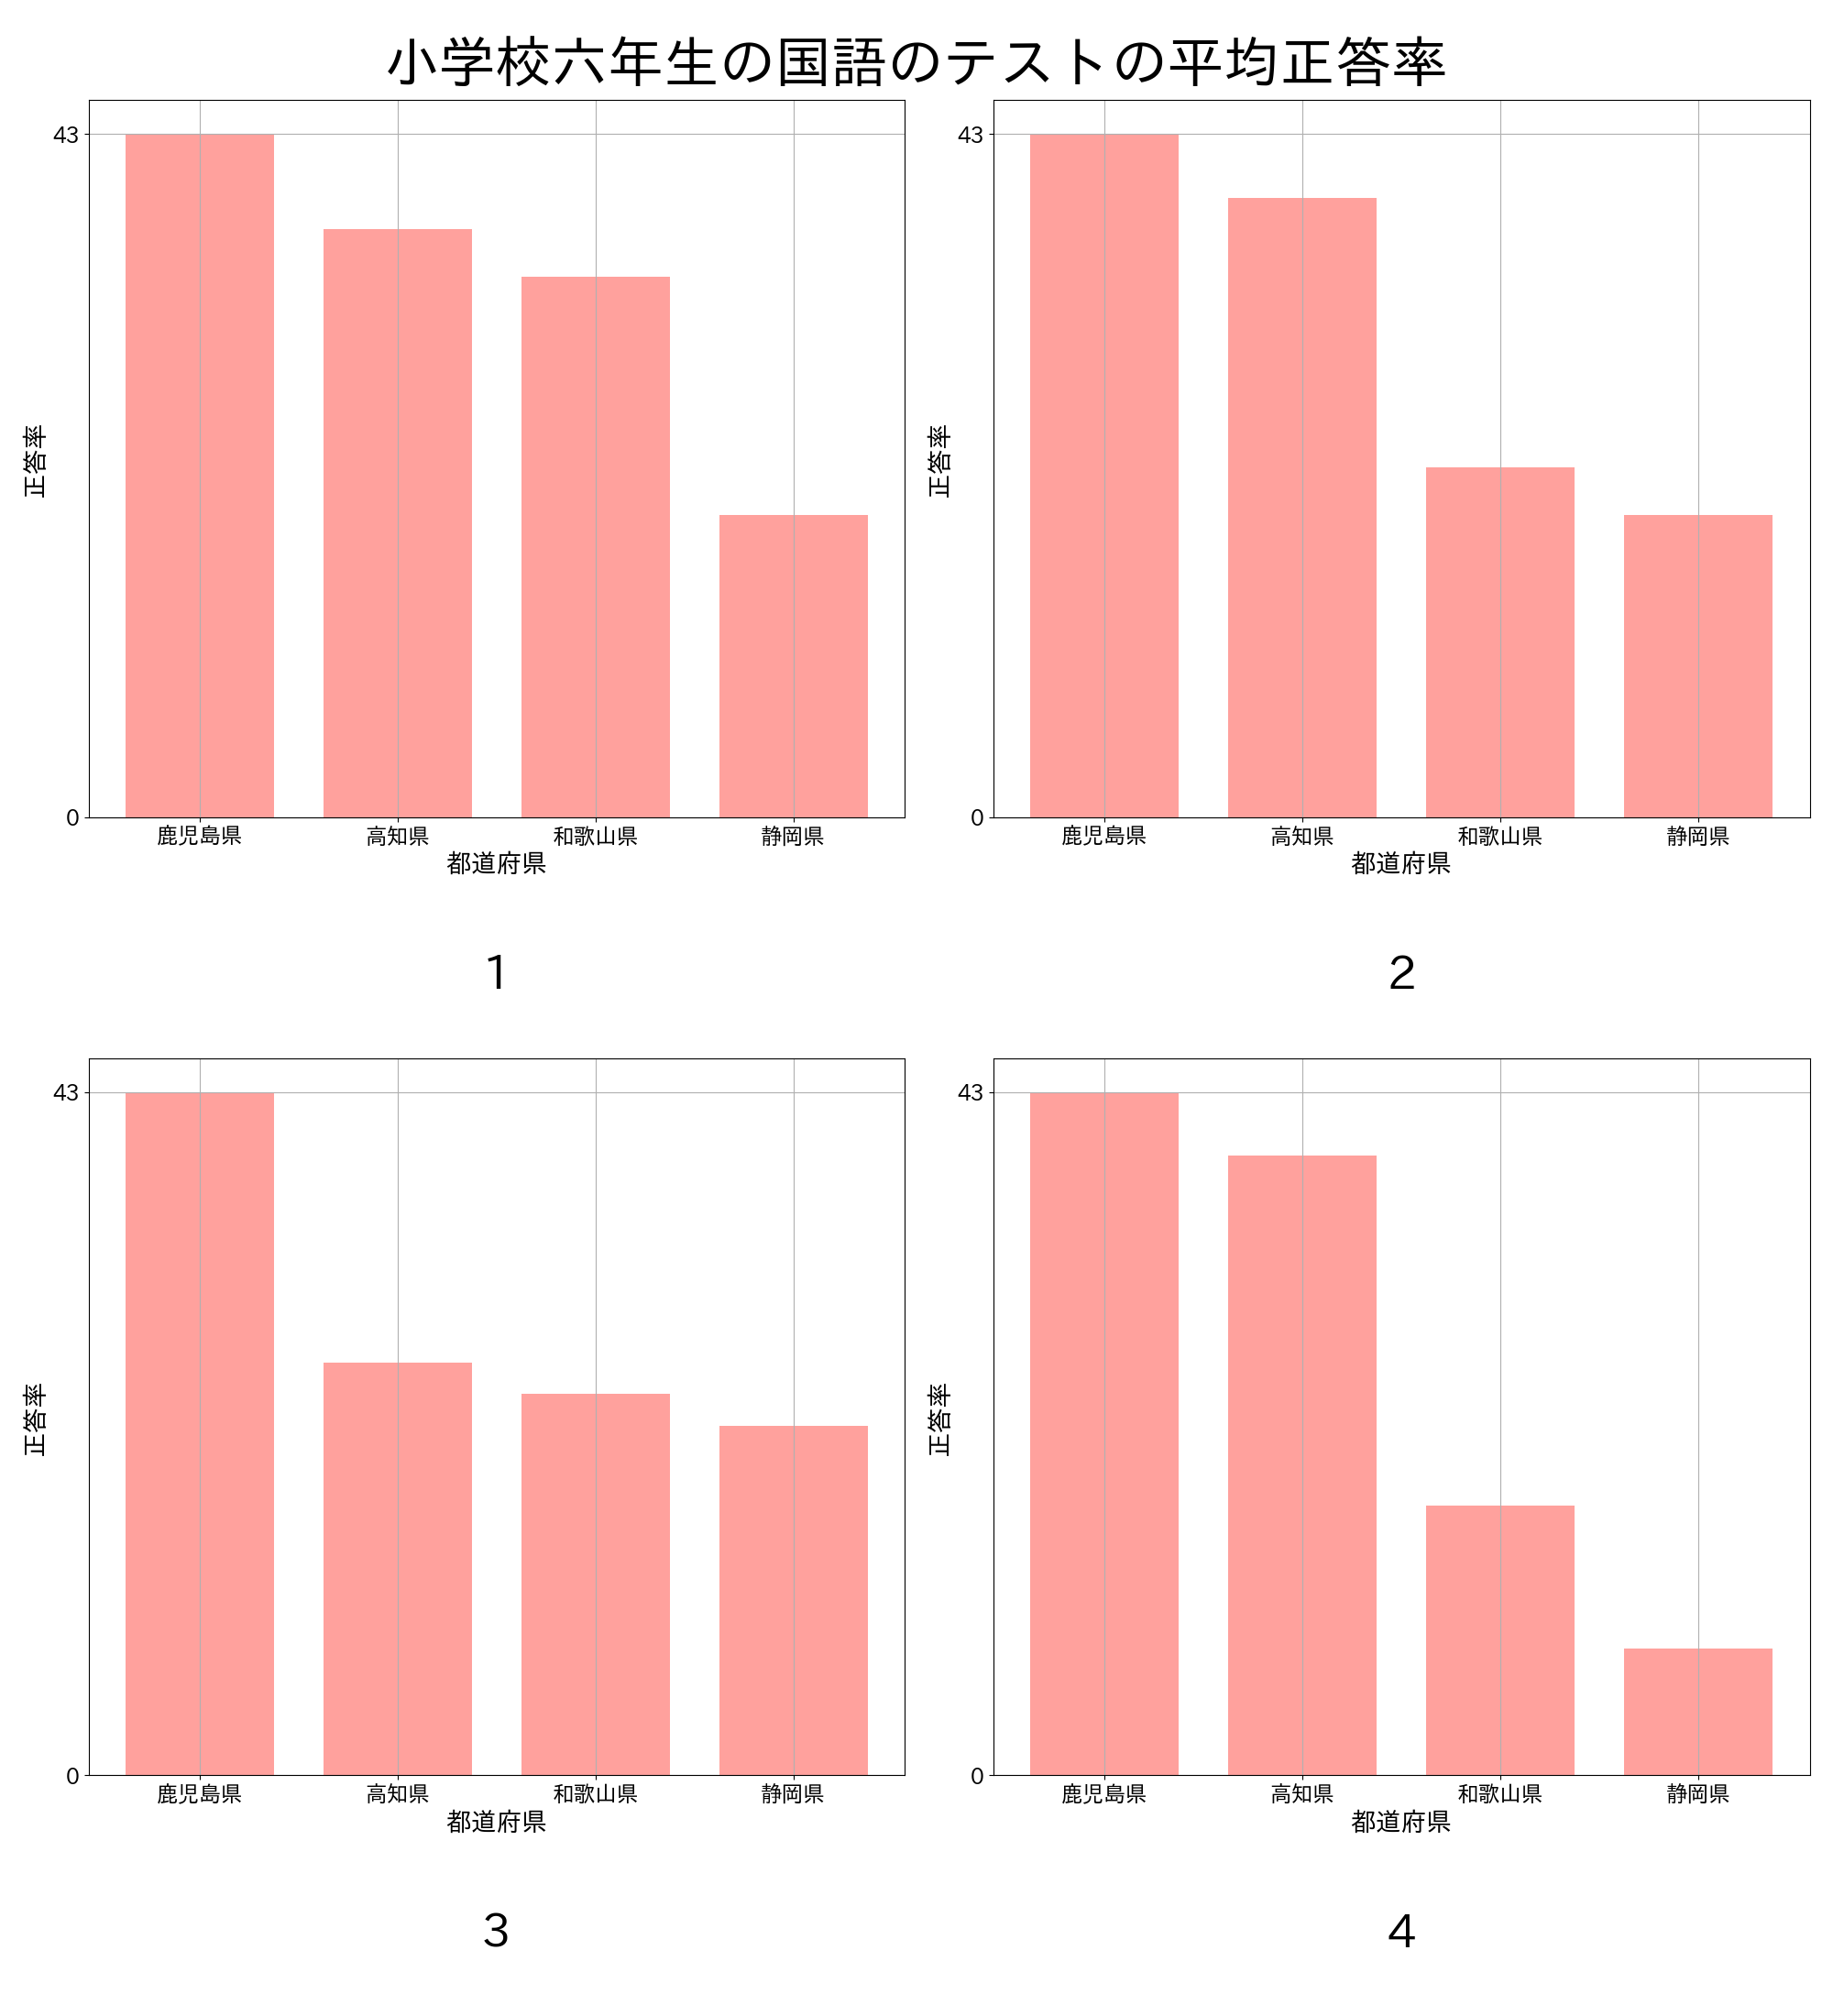 小学校六年生の国語のテストの平均正答率
43
0
正答率
鹿児島県 高知県 和歌山県 静岡県
都道府県
1
43
0
正答率
鹿児島県 高知県 和歌山県 静岡県
都道府県
2
43
0
正答率
鹿児島県 高知県 和歌山県 静岡県
都道府県
3
43
0
正答率
鹿児島県 高知県 和歌山県 静岡県
都道府県
4